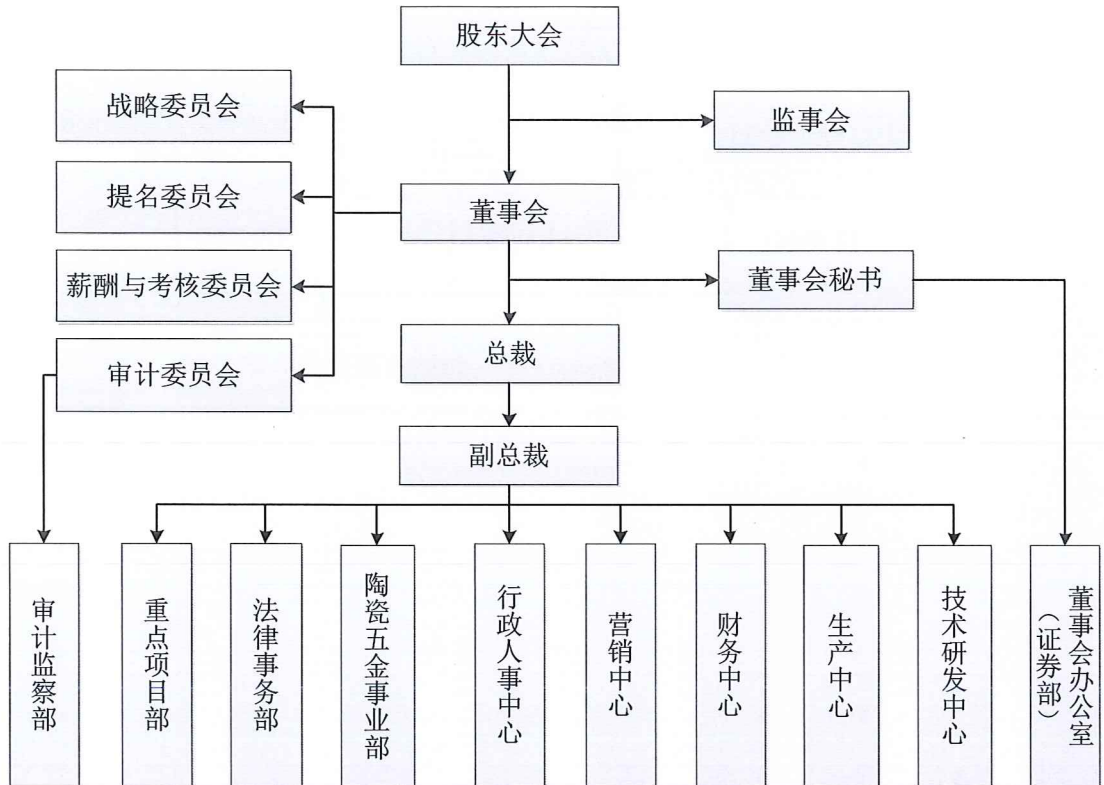 股东大会
战略委员会
监事会
提名委员会
董事会
薪酬与考核委员会
董事会秘书
总裁
审计委员会
副总裁
审计监察部
重点项目部
法律事务部
陶瓷五金事业部
行政人事中心
营销中心
财务中心
生产中心
技术研发中心
董事会办公室
（证券部）